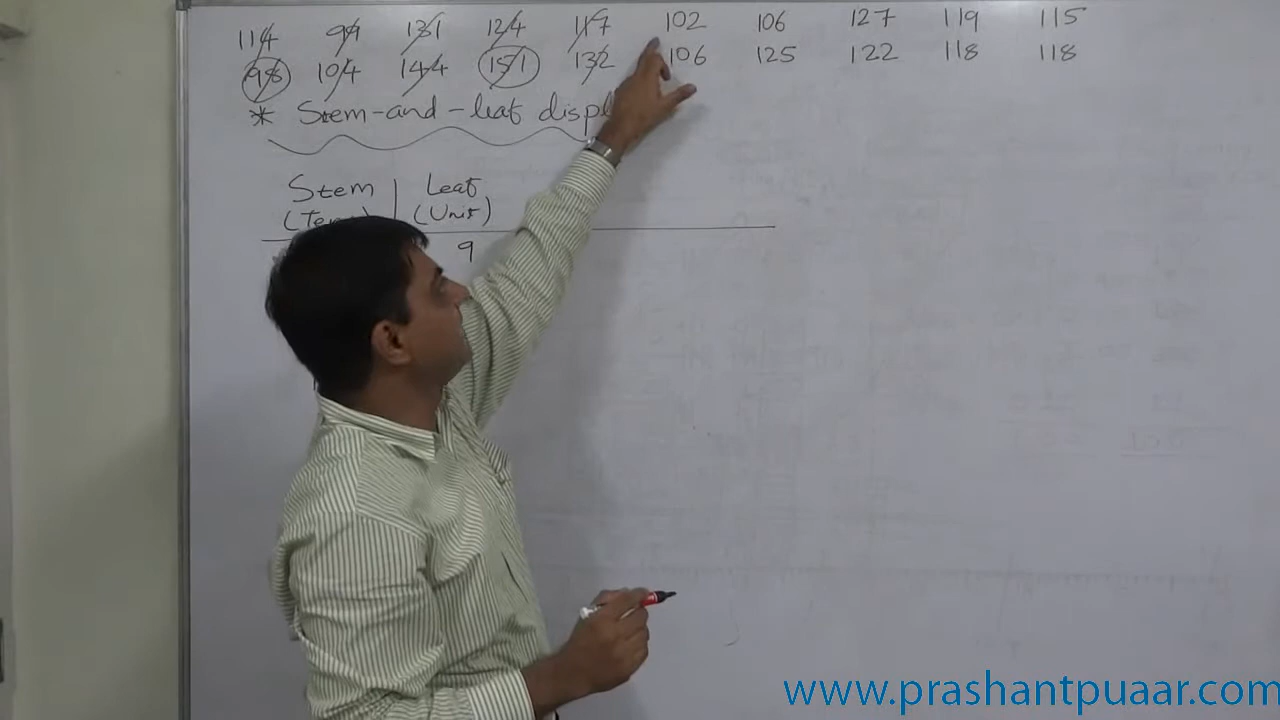 114 99 131 124 117 102 106 127 119 115
98 104 144 151 132 106 125 122 118 118
* Stem-and-leaf
Stem Leaf
(Unit)
9
www.prashantpuaar.com